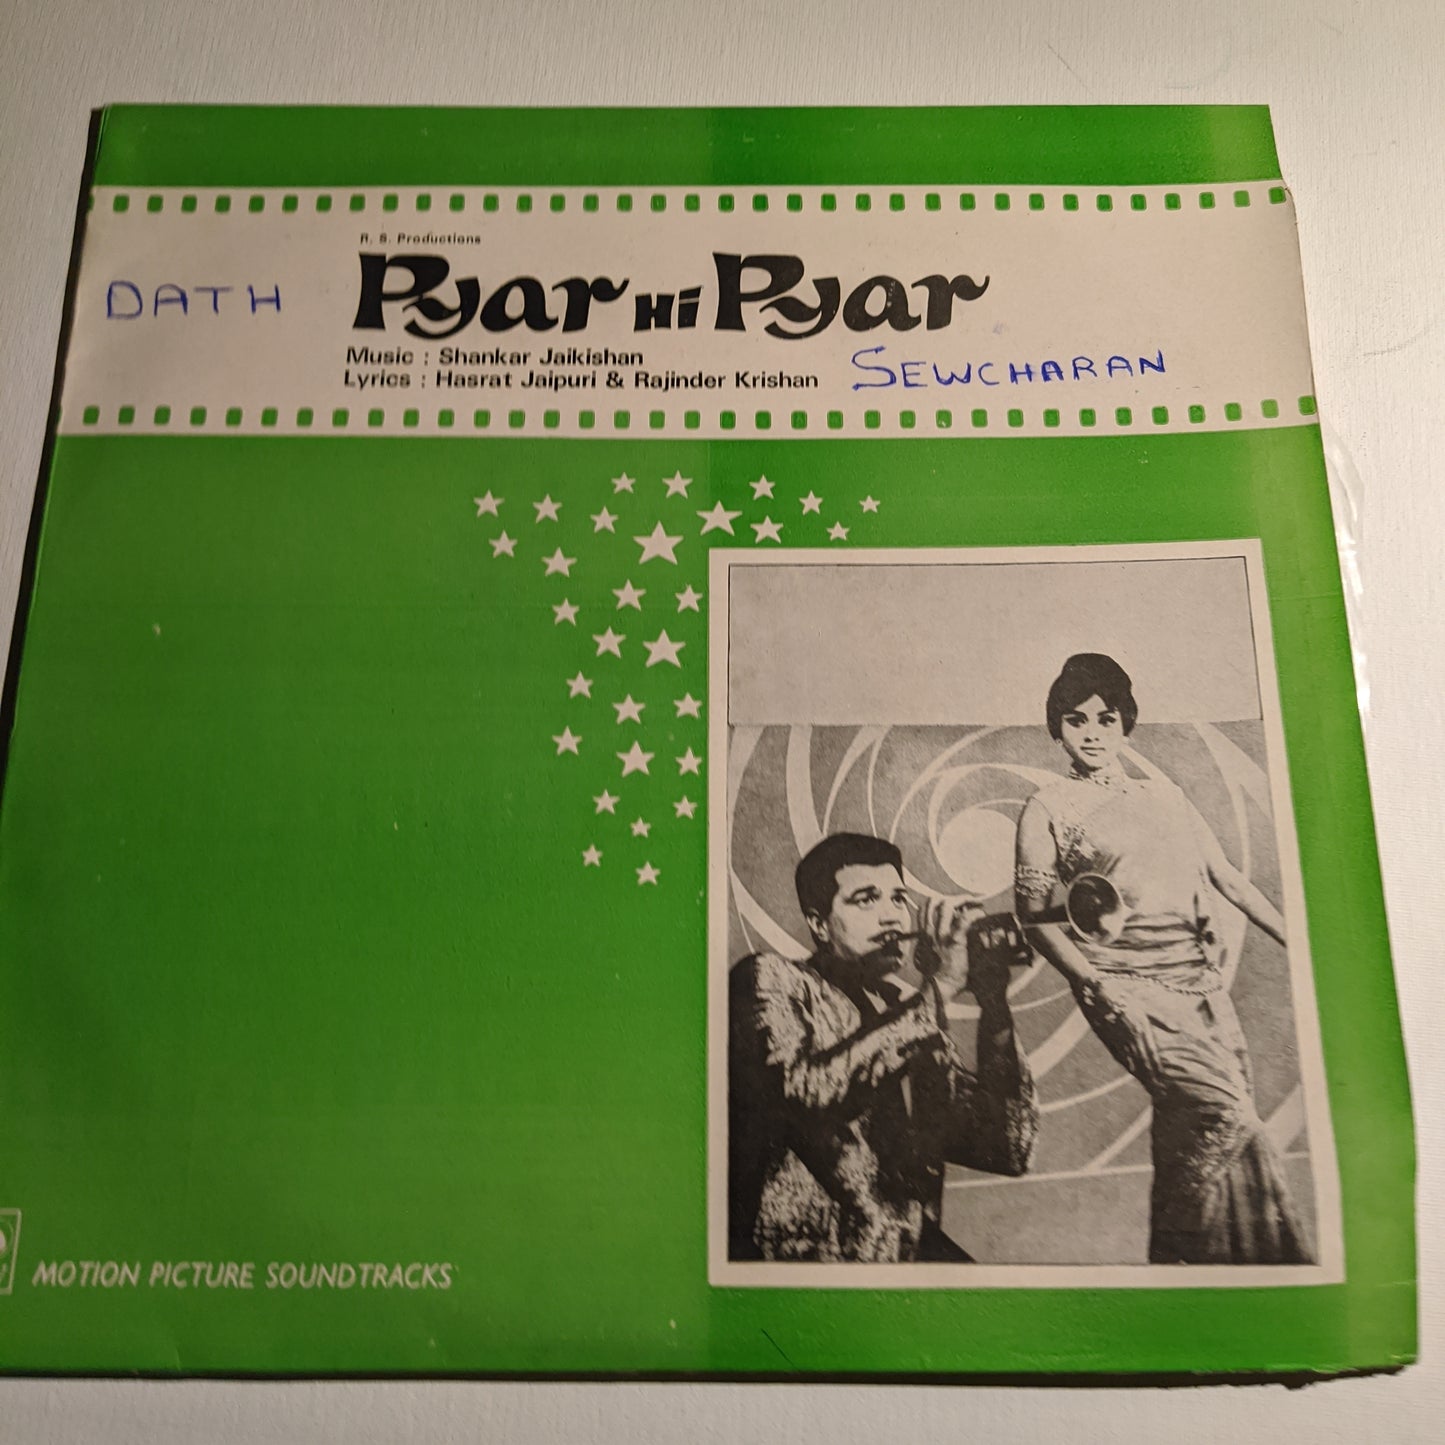 R. S. Productions
DATH
Pyar Hi Pyar
Music : Shankar Jaikishan
Lyrics : Hasrat Jaipuri & Rajinder Krishan
SEWCHARAN
MOTION PICTURE SOUNDTRACKS